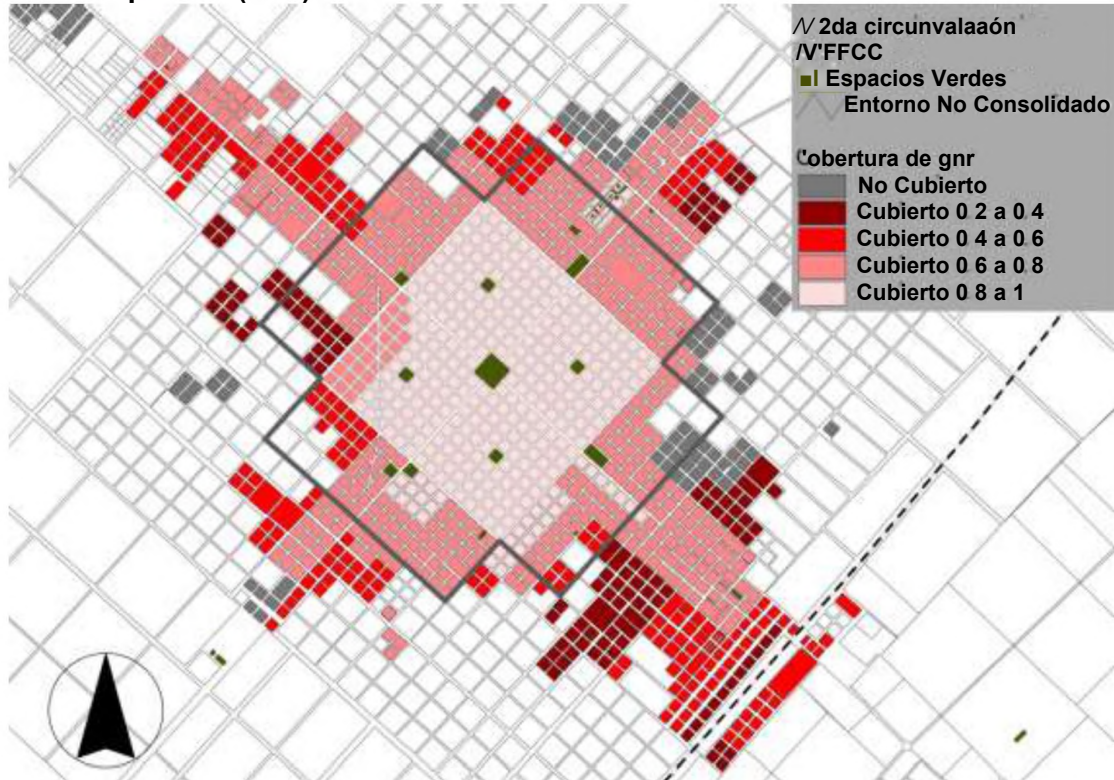 N 2da circunvalaaón
/V'FFCC
Espacios Verdes
Entorno No Consolidado
Cobertura de gnr
No Cubierto
Cubierto 0 2 a 0 4
Cubierto 0 4 a 0 6
Cubierto 0 6 a 0 8
Cubierto 0 8 a 1